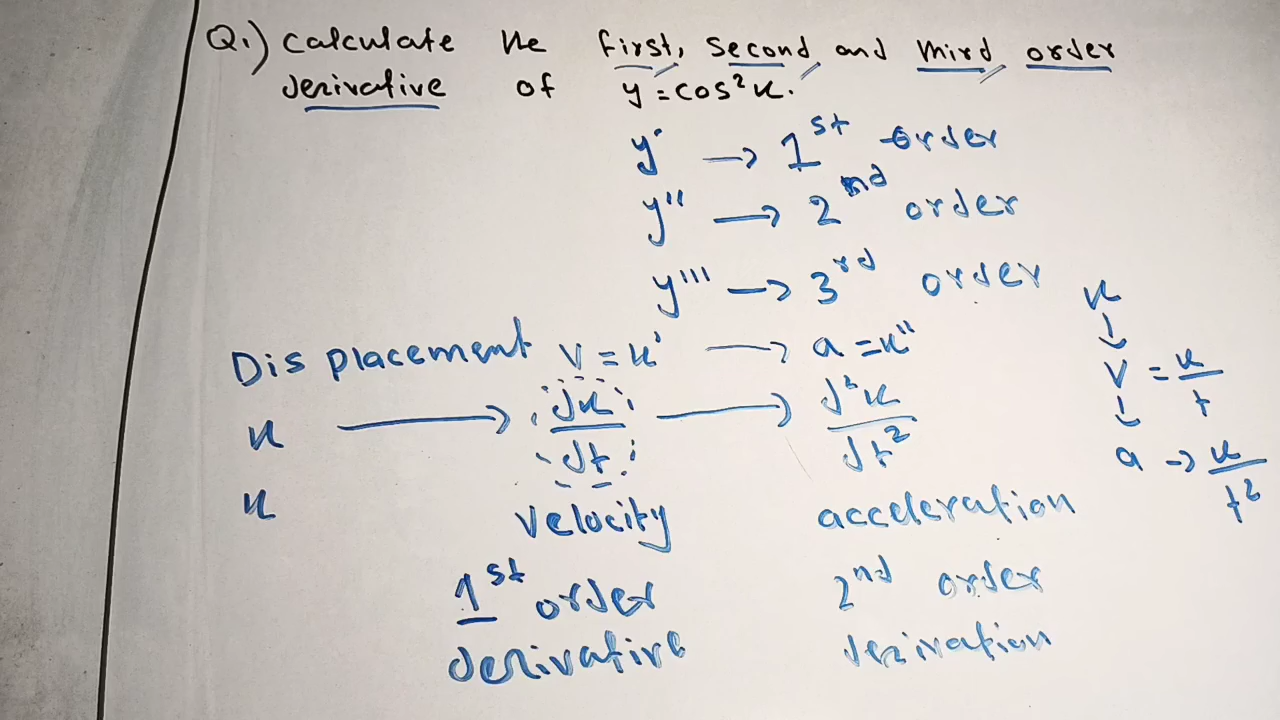 Q1.) Calculate the first, second, and third order
derivative of y = cos²x.
y' → 1st order
y'' → 2nd order
y''' → 3rd order
x
↓
Displacement v = x' → a = x''
v = x/t
↓
x → dx/dt → d²x/dt²
a → x/t²
x velocity acceleration
1st order 2nd order
derivative derivation